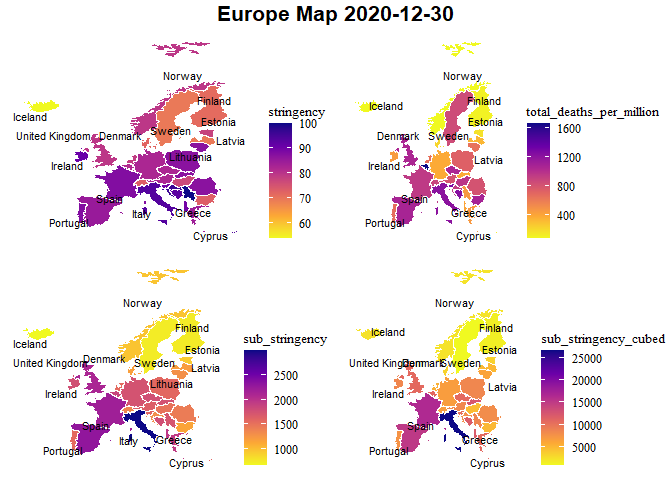 Europe Map 2020-12-30
Norway
Finland
Iceland
Estonia
United Kingdom
Denmark
Sweden
Latvia
Ireland
Lithuania
Spain
Portugal
Italy
Greece
Cyprus
stringency
100
90
80
70
60
Norway
Iceland
Finland
Estonia
Denmark
Sweden
Latvia
Ireland
Spain
Portugal
Greece
Cyprus
total_deaths_per_million
1600
1200
800
400
Norway
Finland
Iceland
Estonia
United Kingdom
Denmark
Sweden
Latvia
Lithuania
Ireland
Spain
Portugal
Italy
Greece
Cyprus
sub_stringency
2500
2000
1500
1000
Norway
Finland
Iceland
Estonia
United Kingdom
Denmark
Sweden
Latvia
Ireland
Spain
Portugal
Greece
Cyprus
sub_stringency_cubed
25000
20000
15000
10000
5000